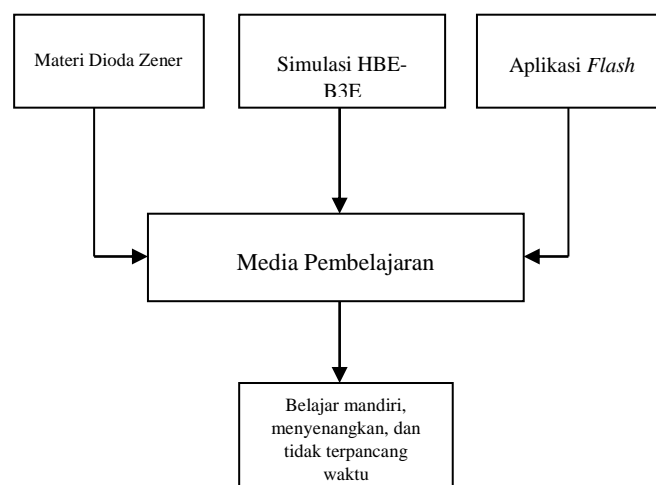 Materi Dioda Zener
Simulasi HBE-
B3E
Aplikasi Flash
Media Pembelajaran
Belajar mandiri,
menyenangkan, dan
tidak terpancang
waktu